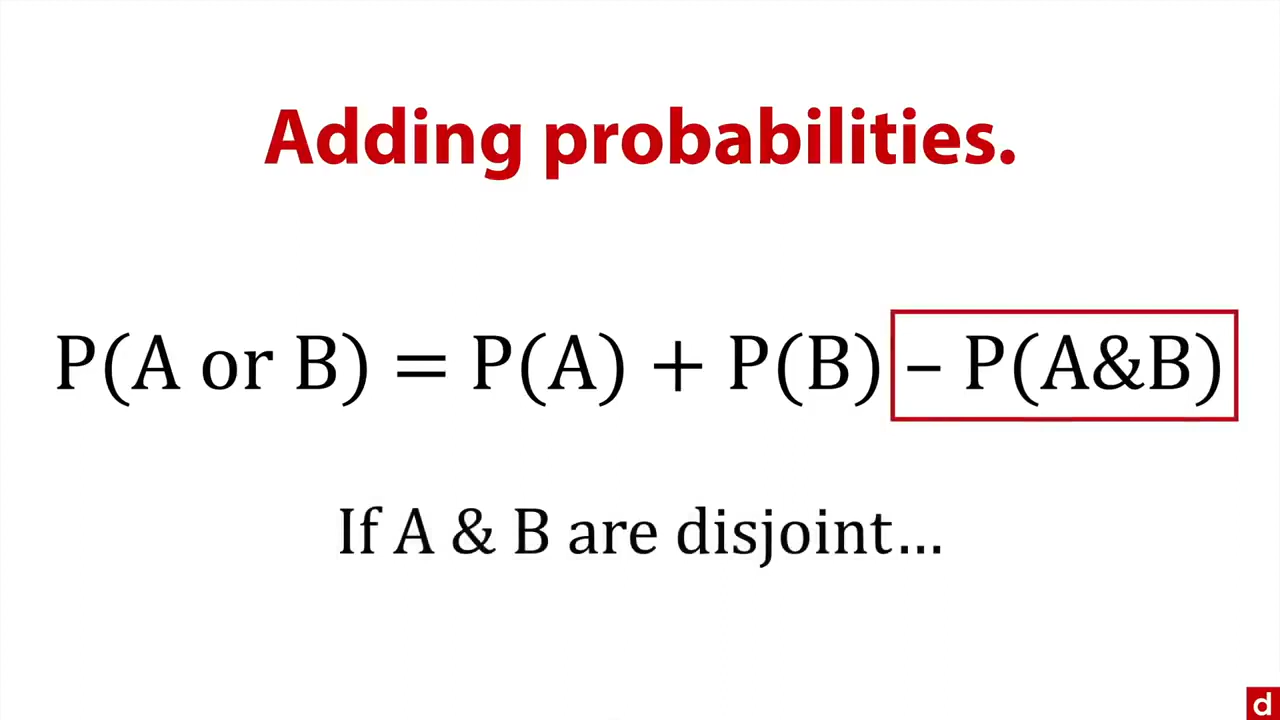 Adding probabilities.
P(A or B) = P(A) + P(B) – P(A&B)
If A & B are disjoint…
d